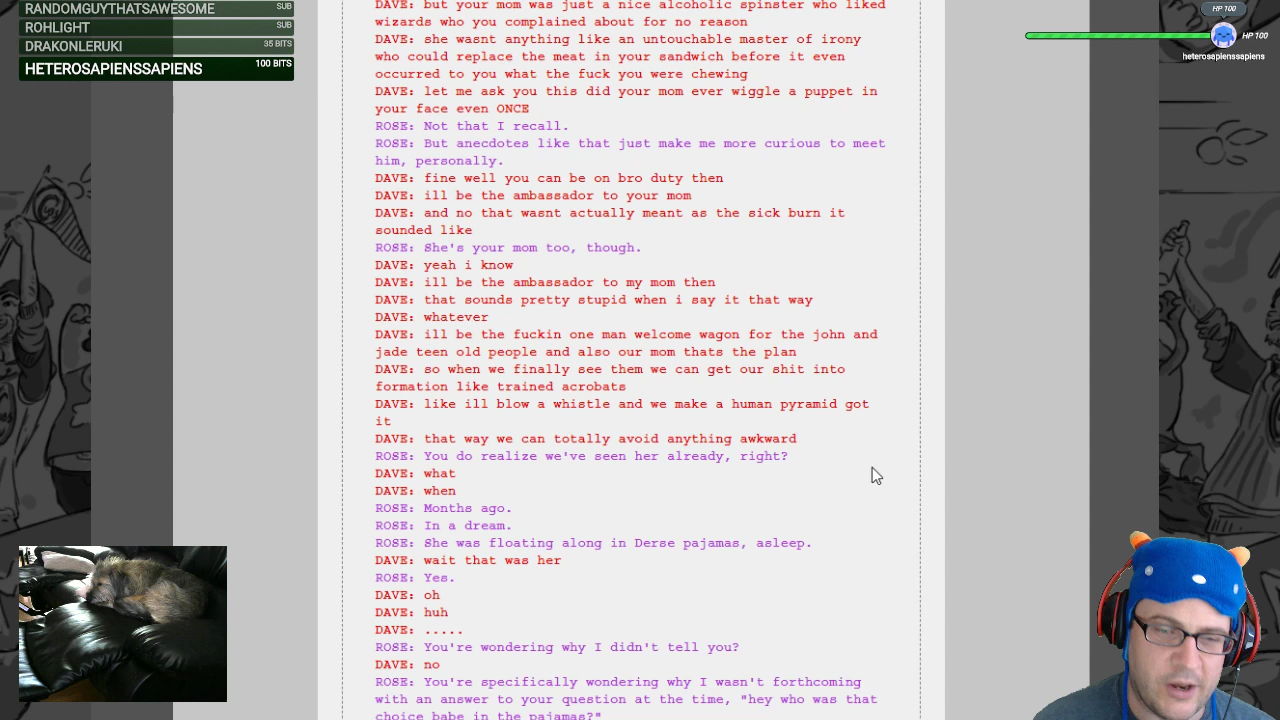 RANDOMGUYTHATSAWESOME SUB
ROHLIGHT SUB
DRAKONLERUKI 35 BITS
HETEROSAPIENSSAPIENS 100 BITS
HP 100
HP 100
heterosapienssapiens
DAVE: but your mom was just a nice alcoholic spinster who liked
wizards who you complained about for no reason
DAVE: she wasnt anything like an untouchable master of irony
who could replace the meat in your sandwich before it even
occurred to you what the fuck you were chewing
DAVE: let me ask you this did your mom ever wiggle a puppet in
your face even ONCE
ROSE: Not that I recall.
ROSE: But anecdotes like that just make me more curious to meet
him, personally.
DAVE: fine well you can be on bro duty then
DAVE: ill be the ambassador to your mom
DAVE: and no that wasnt actually meant as the sick burn it
sounded like
ROSE: She's your mom too, though.
DAVE: yeah i know
DAVE: ill be the ambassador to my mom then
DAVE: that sounds pretty stupid when i say it that way
DAVE: whatever
DAVE: ill be the fuckin one man welcome wagon for the john and
jade teen old people and also our mom thats the plan
DAVE: so when we finally see them we can get our shit into
formation like trained acrobats
DAVE: like ill blow a whistle and we make a human pyramid got
it
DAVE: that way we can totally avoid anything awkward
ROSE: You do realize we've seen her already, right?
DAVE: what
DAVE: when
ROSE: Months ago.
ROSE: In a dream.
ROSE: She was floating along in Derse pajamas, asleep.
DAVE: wait that was her
ROSE: Yes.
DAVE: oh
DAVE: huh
DAVE: .....
ROSE: You're wondering why I didn't tell you?
DAVE: no
ROSE: You're specifically wondering why I wasn't forthcoming
with an answer to your question at the time, "hey who was that
choice babe in the pajamas?"